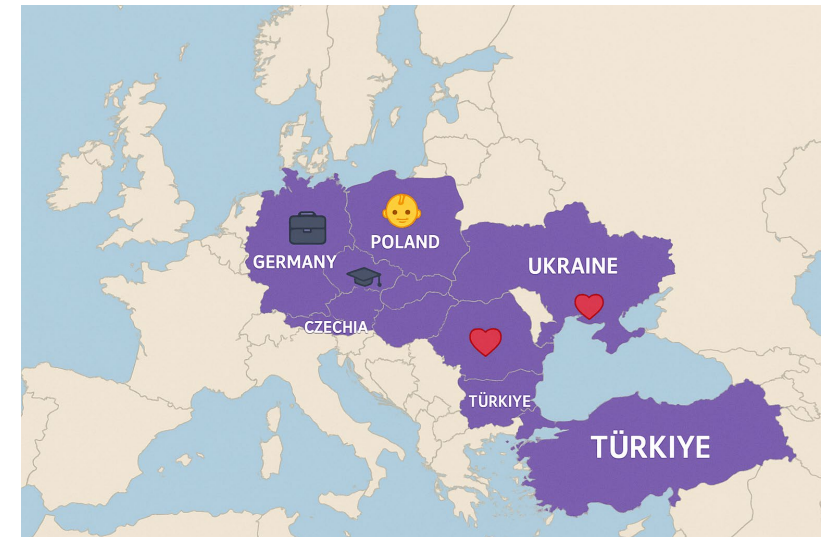 POLAND
GERMANY
UKRAINE
CZECHIA
TÜRKIYE
TÜRKIYE